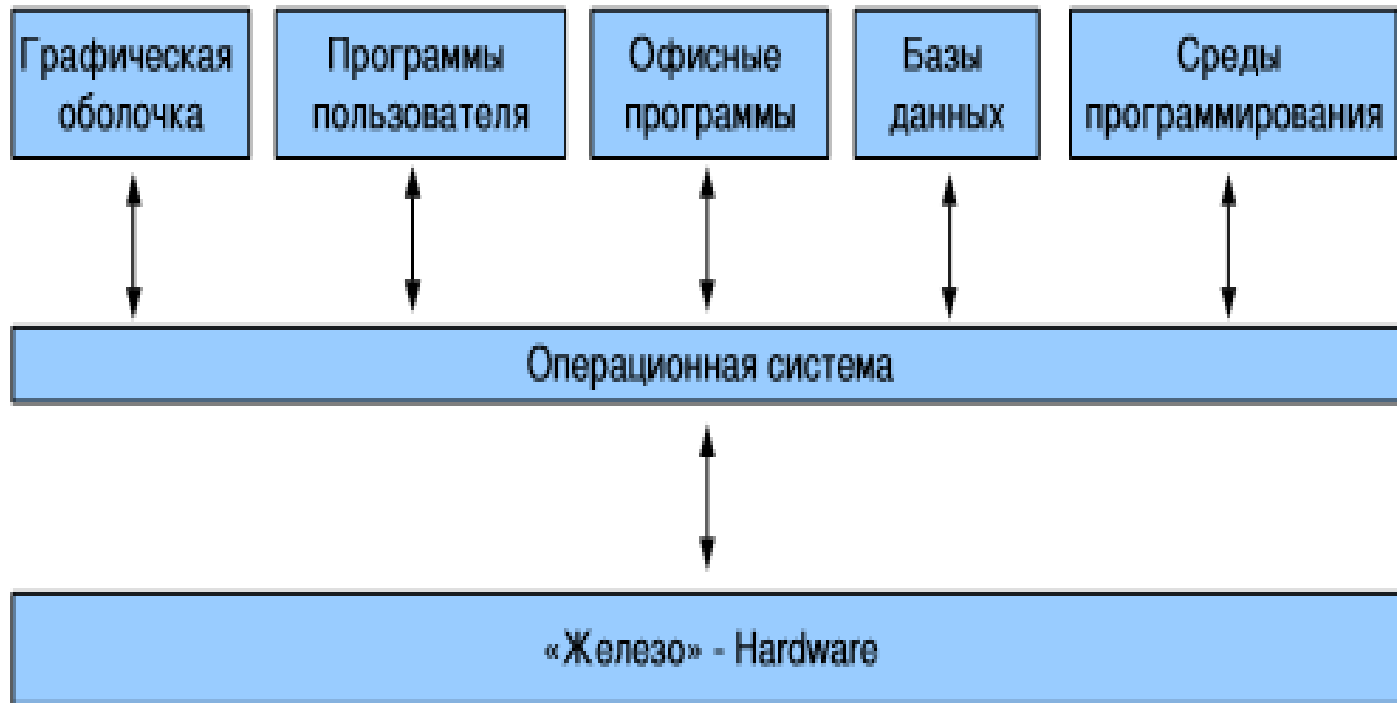 Графическая
оболочка
Программы
пользователя
Офисные
программы
Базы
данных
Среды
программирования
Операционная система
«Железо» - Hardware